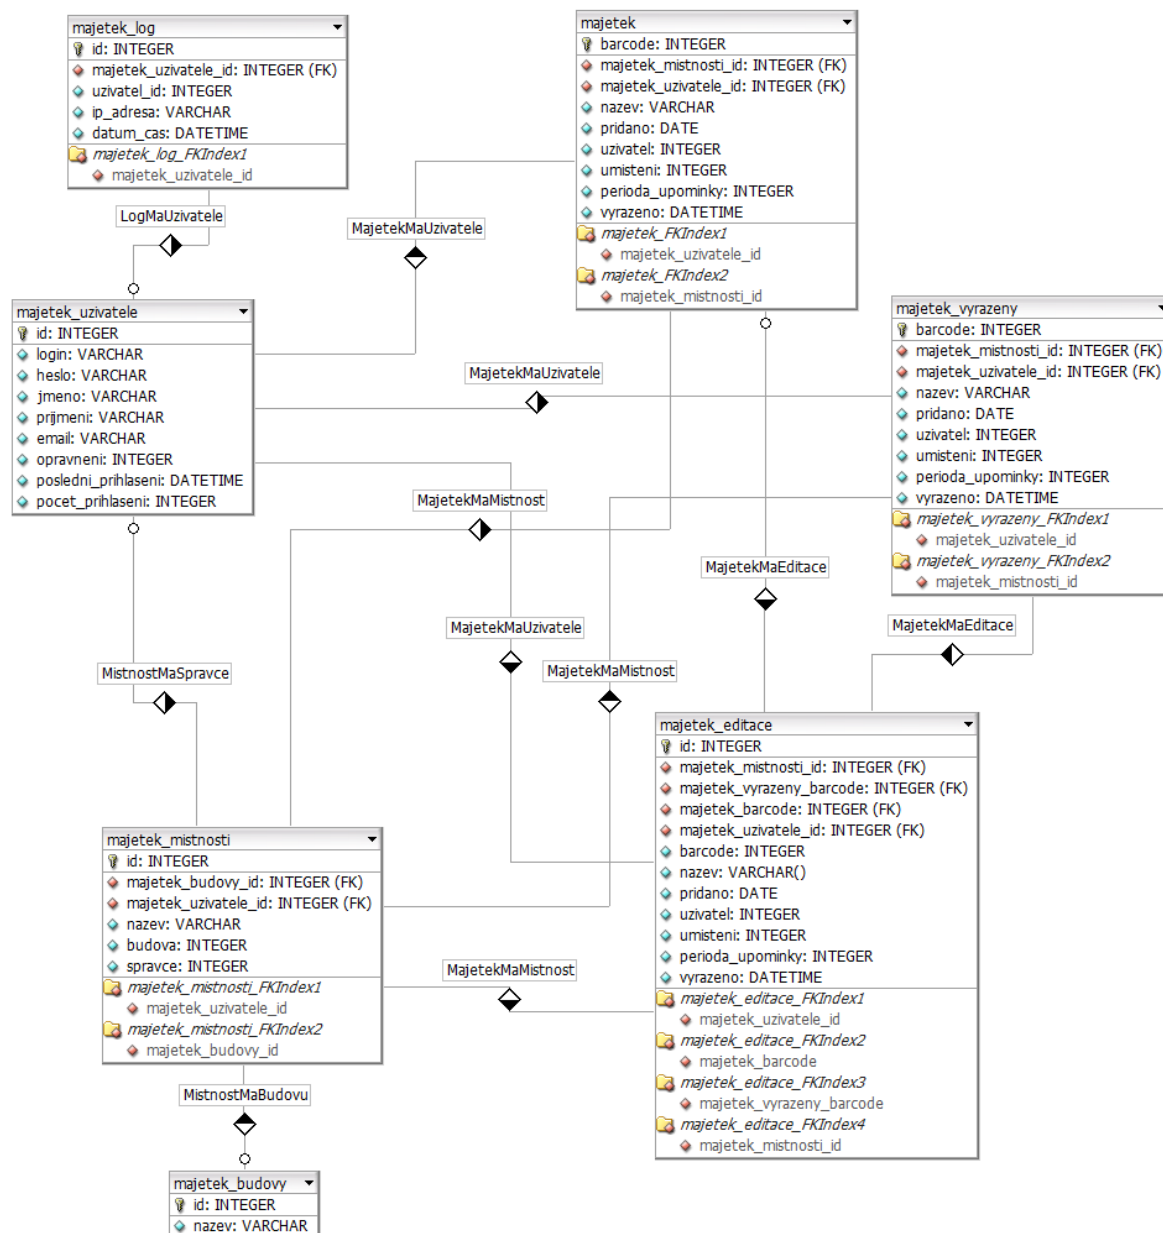 majetek_log
id: INTEGER
majetek_uzivatele_id: INTEGER (FK)
uzivatel_id: INTEGER
ip_adresa: VARCHAR
datum_cas: DATETIME
majetek_log_FKIndex1
majetek_uzivatele_id
majetek
barcode: INTEGER
majetek_mistnosti_id: INTEGER (FK)
majetek_uzivatele_id: INTEGER (FK)
nazev: VARCHAR
pridano: DATE
uzivatel: INTEGER
umisteni: INTEGER
perioda_upominky: INTEGER
vyrazeno: DATETIME
majetek_FKIndex1
majetek_uzivatele_id
majetek_FKIndex2
majetek_mistnosti_id
LogMaUzivatele
MajetekMaUzivatele
majetek_uzivatele
id: INTEGER
login: VARCHAR
heslo: VARCHAR
jmeno: VARCHAR
prijmeni: VARCHAR
email: VARCHAR
opravneni: INTEGER
posledni_prihlaseni: DATETIME
pocet_prihlaseni: INTEGER
MajetekMaUzivatele
majetek_vyrazeny
barcode: INTEGER
majetek_mistnosti_id: INTEGER (FK)
majetek_uzivatele_id: INTEGER (FK)
nazev: VARCHAR
pridano: DATE
uzivatel: INTEGER
umisteni: INTEGER
perioda_upominky: INTEGER
vyrazeno: DATETIME
majetek_vyrazeny_FKIndex1
majetek_uzivatele_id
majetek_vyrazeny_FKIndex2
majetek_mistnosti_id
MajetekMaMistnost
MajetekMaEditace
MajetekMaUzivatele
MajetekMaEditace
MistnostMaSpravce
MajetekMaMistnost
majetek_editace
id: INTEGER
majetek_mistnosti_id: INTEGER (FK)
majetek_vyrazeny_barcode: INTEGER (FK)
majetek_barcode: INTEGER (FK)
majetek_uzivatele_id: INTEGER (FK)
barcode: INTEGER
nazev: VARCHAR()
pridano: DATE
uzivatel: INTEGER
umisteni: INTEGER
perioda_upominky: INTEGER
vyrazeno: DATETIME
majetek_editace_FKIndex1
majetek_uzivatele_id
majetek_editace_FKIndex2
majetek_barcode
majetek_editace_FKIndex3
majetek_vyrazeny_barcode
majetek_editace_FKIndex4
majetek_mistnosti_id
majetek_mistnosti
id: INTEGER
majetek_budovy_id: INTEGER (FK)
majetek_uzivatele_id: INTEGER (FK)
nazev: VARCHAR
budova: INTEGER
spravce: INTEGER
majetek_mistnosti_FKIndex1
majetek_uzivatele_id
majetek_mistnosti_FKIndex2
majetek_budovy_id
MajetekMaMistnost
MistnostMaBudovu
majetek_budovy
id: INTEGER
nazev: VARCHAR